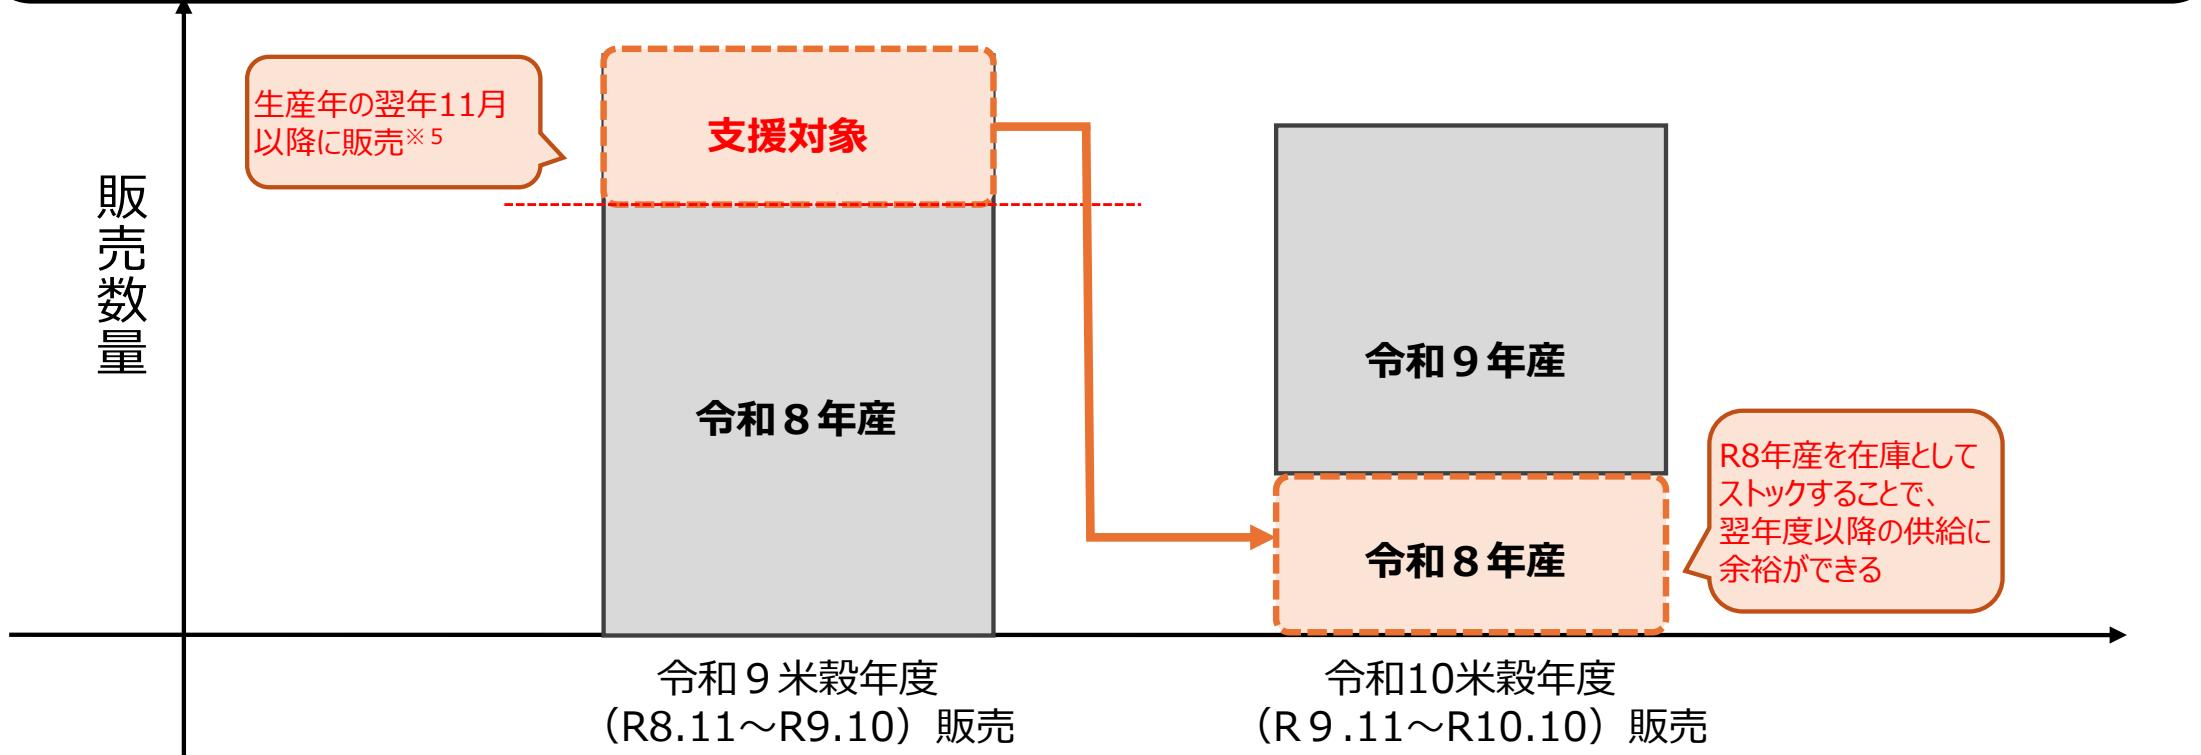 生産年の翌年11月
以降に販売※５
支援対象
販売数量
令和８年産
令和９年産
令和８年産
R8年産を在庫として
ストックすることで、
翌年度以降の供給に
余裕ができる
令和９米穀年度
（R8.11～R9.10）販売
令和10米穀年度
（R９.11～R10.10）販売